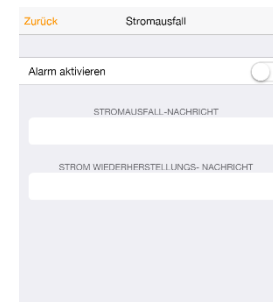 Zurück Stromausfall
Alarm aktivieren
STROMAUSFALL-NACHRICHT
STROM WIEDERHERSTELLUNGS- NACHRICHT